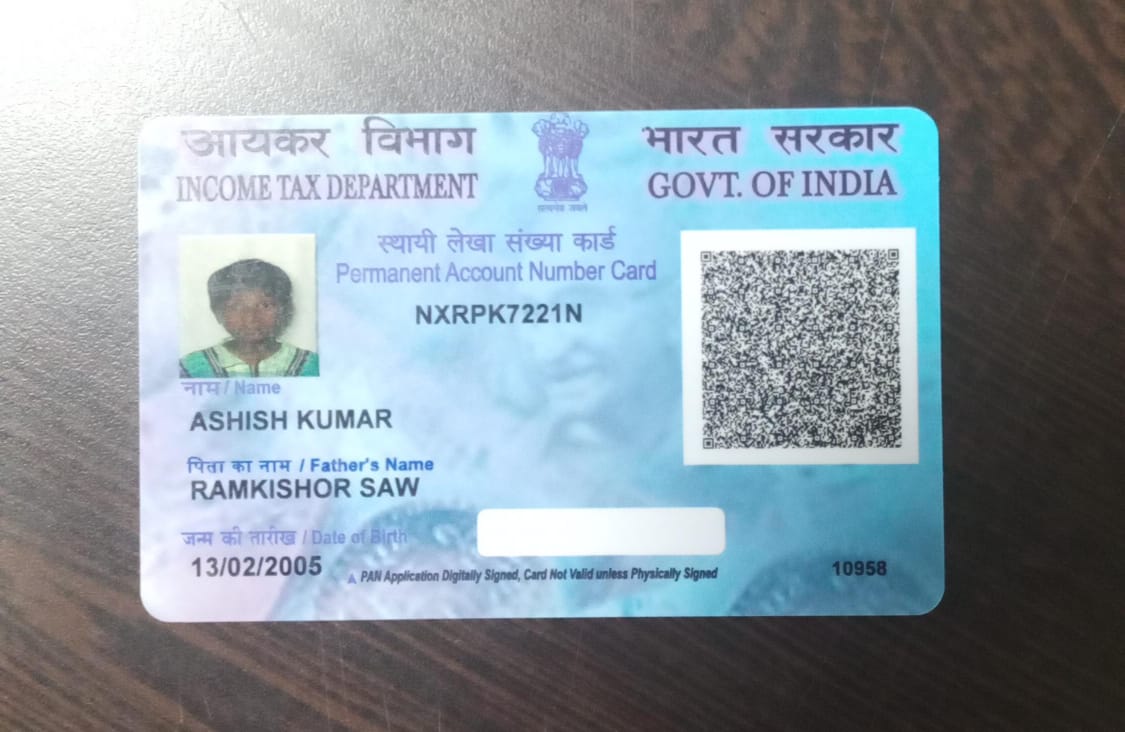 आयकर विभाग
INCOME TAX DEPARTMENT
सत्यमेव जयते
भारत सरकार
GOVT. OF INDIA
स्थायी लेखा संख्या कार्ड
Permanent Account Number Card
NXRPK7221N
नाम / Name
ASHISH KUMAR
पिता का नाम / Father's Name
RAMKISHOR SAW
जन्म की तारीख / Date of Birth
13/02/2005
PAN Application Digitally Signed, Card Not Valid unless Physically Signed
10958